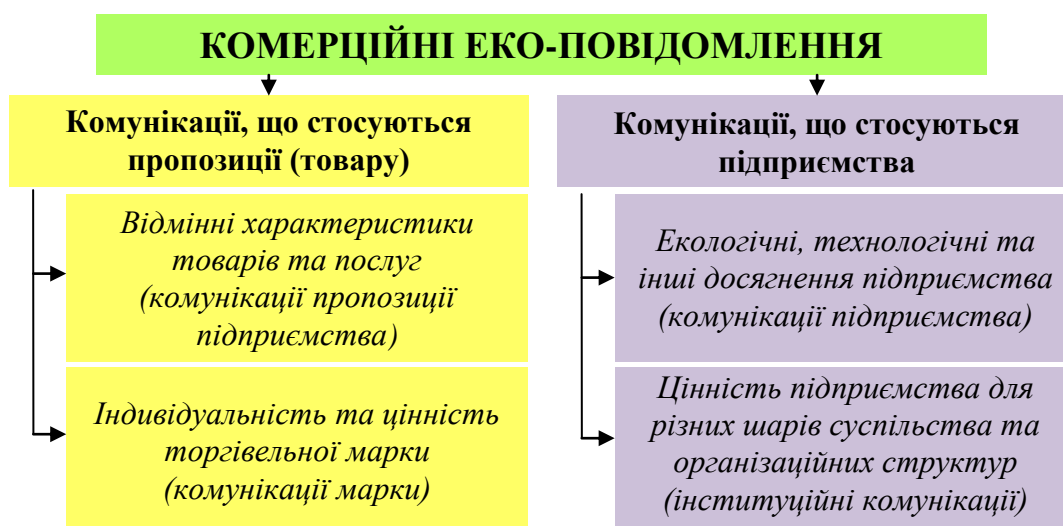 КОМЕРЦІЙНІ ЕКО-ПОВІДОМЛЕННЯ
Комунікації, що стосуються
пропозиції (товару)
Відмінні характеристики
товарів та послуг
(комунікації пропозиції
підприємства)
Індивідуальність та цінність
торгівельної марки
(комунікації марки)
Комунікації, що стосуються
підприємства
Екологічні, технологічні та
інші досягнення підприємства
(комунікації підприємства)
Цінність підприємства для
різних шарів суспільства та
організаційних структур
(інституційні комунікації)